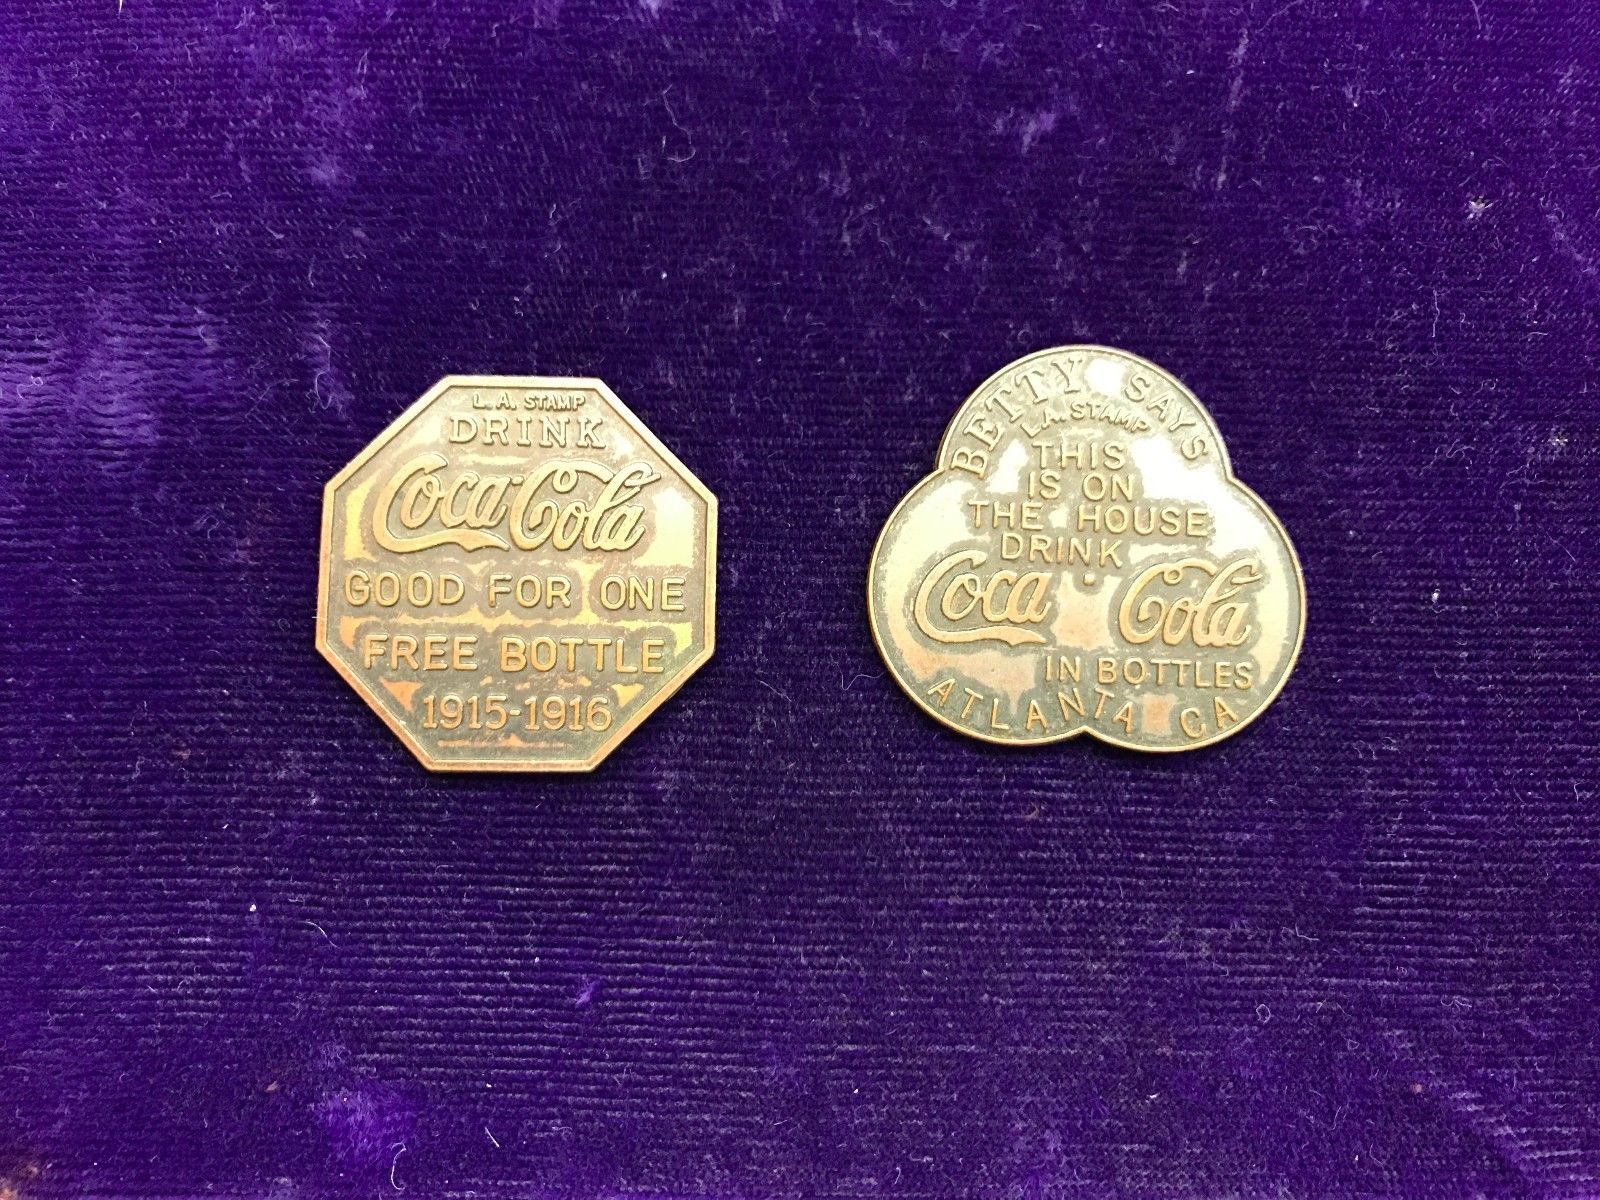 L.A. STAMP
DRINK
Coca-Cola
GOOD FOR ONE
FREE BOTTLE
1915-1916
BETTY SAYS
L.A. STAMP
THIS
IS ON
THE HOUSE
DRINK
Coca-Cola
IN BOTTLES
ATLANTA GA